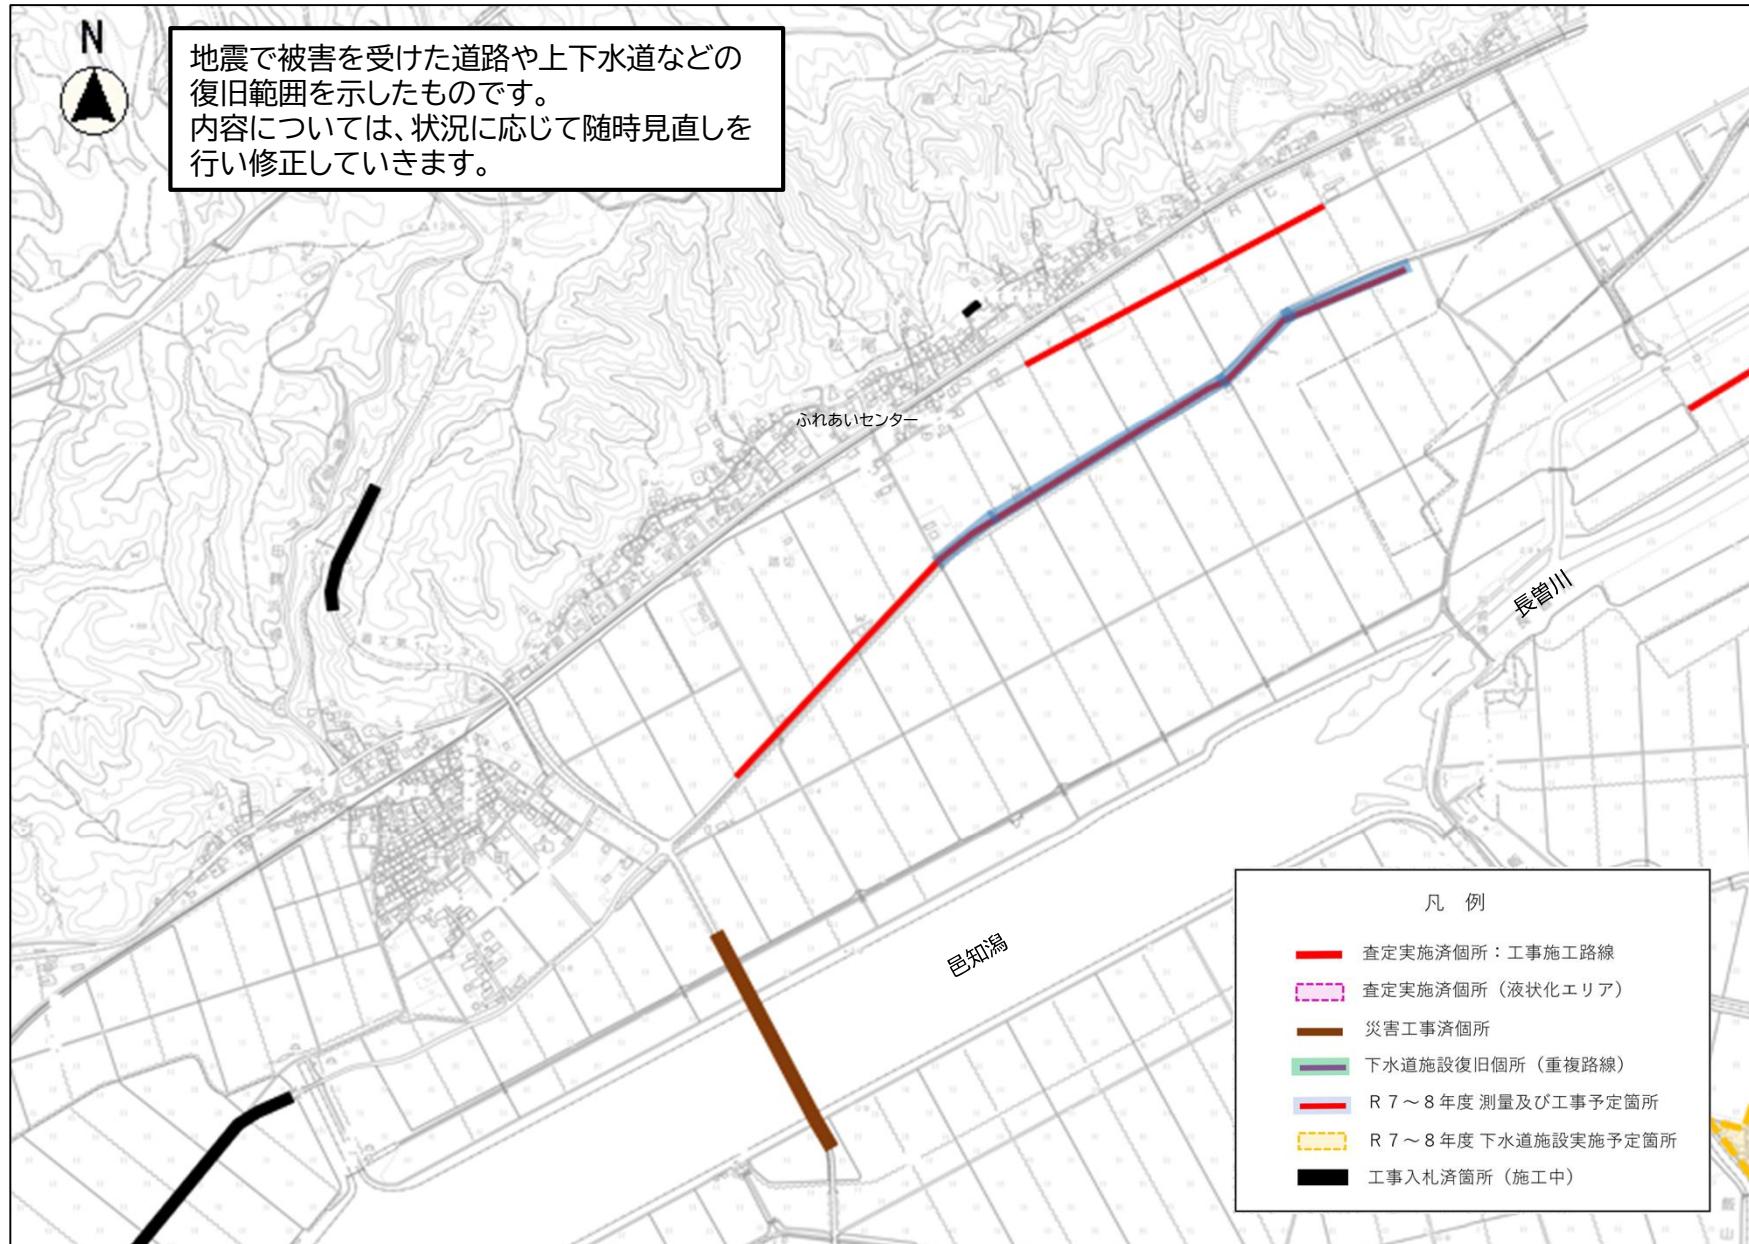 N
地震で被害を受けた道路や上下水道などの
復旧範囲を示したものです。
内容については、状況に応じて随時見直しを
行い修正していきます。
松尾
ふれあいセンター
長曽川
邑知潟
凡 例
査定実施済個所：工事施工路線
査定実施済個所（液状化エリア）
災害工事済個所
下水道施設復旧個所（重複路線）
R７～８年度 測量及び工事予定箇所
R７～８年度 下水道施設実施予定箇所
工事入札済箇所（施工中）
飯山